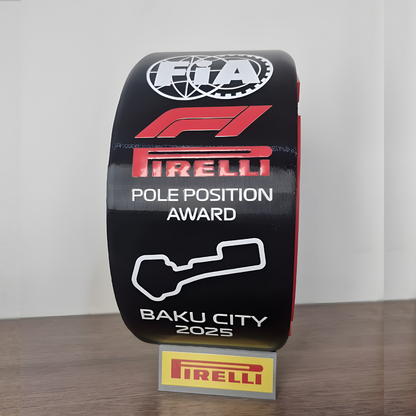 FiA
F1
PIRELLI
POLE POSITION
AWARD
BAKU CITY
2025
PIRELLI